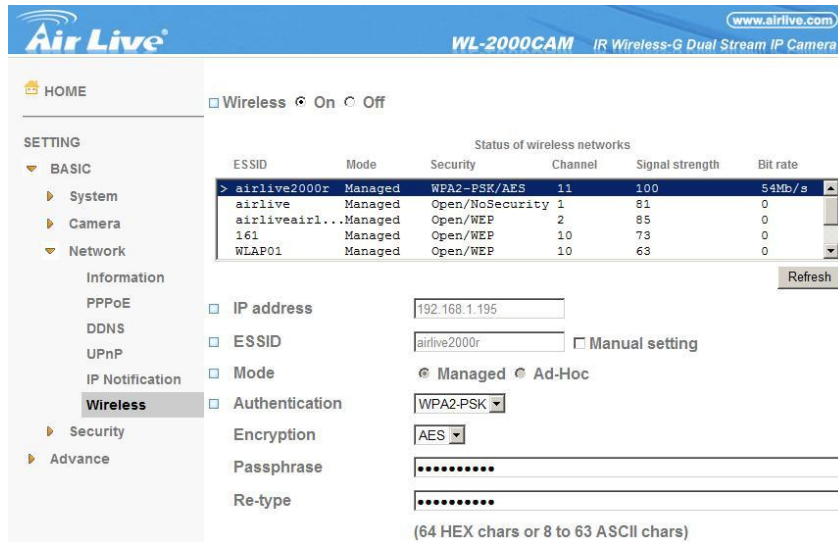 www.airlive.com
Air Live®
WL-2000CAM IR Wireless-G Dual Stream IP Camera
HOME
SETTING
BASIC
System
Camera
Network
Information
PPPoE
DDNS
UPnP
IP Notification
Wireless
Security
Advance
Wireless On Off
Status of wireless networks
ESSID Mode Security Channel Signal strength Bit rate
> airlive2000r Managed WPA2-PSK/AES 11 100 54Mb/s
airlive Managed Open/NoSecurity 1 81 0
airliveairl...Managed Open/WEP 2 85 0
161 Managed Open/WEP 10 73 0
WLAP01 Managed Open/WEP 10 63 0
Refresh
IP address 192.168.1.195
ESSID airlive2000r Manual setting
Mode Managed Ad-Hoc
Authentication WPA2-PSK
Encryption AES
Passphrase ••••••••••
Re-type ••••••••••
(64 HEX chars or 8 to 63 ASCII chars)